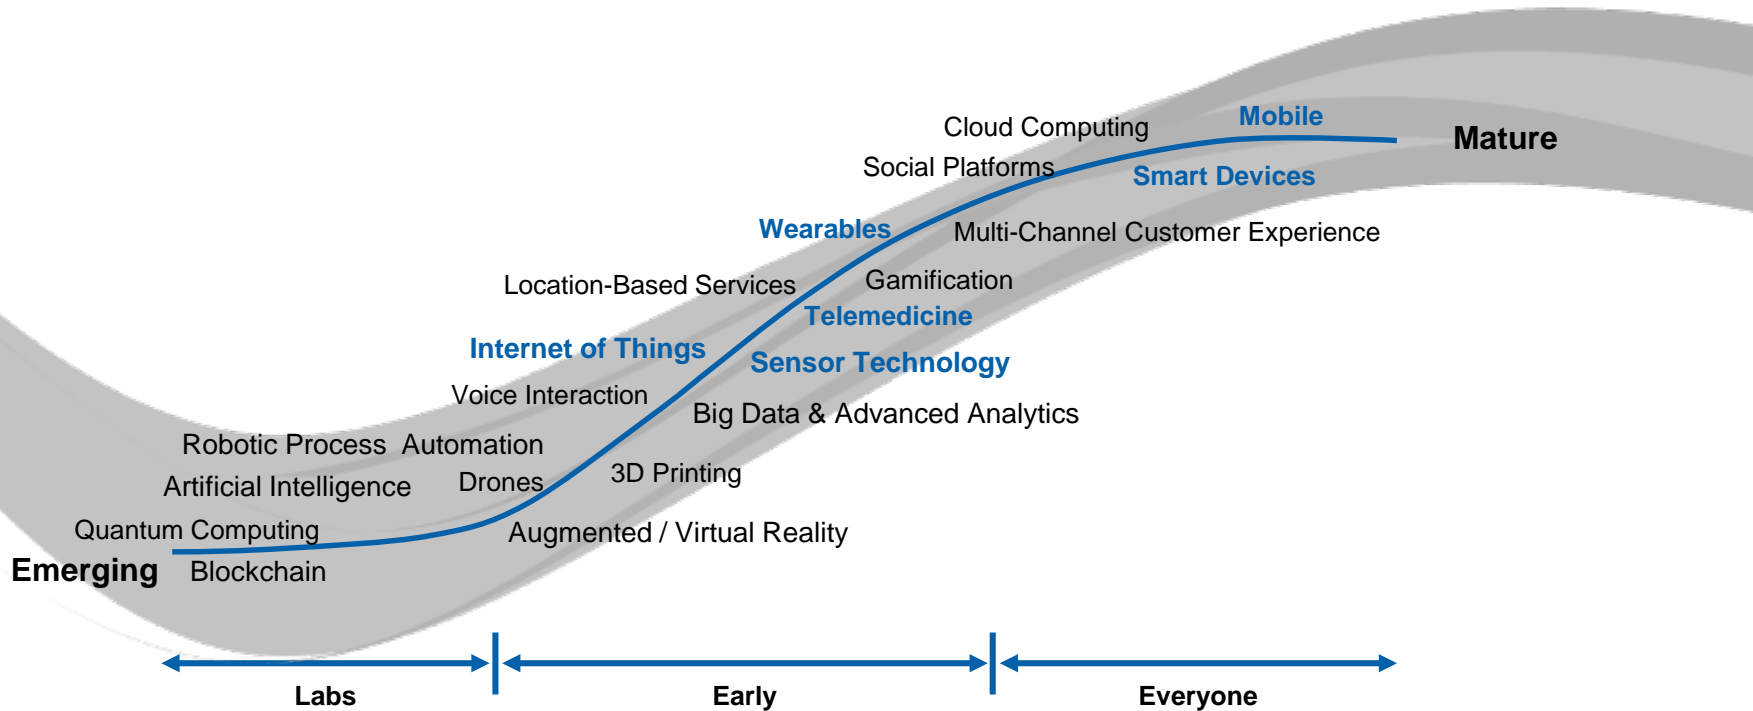 Cloud Computing
Mobile
Mature
Social Platforms
Smart Devices
Wearables
Multi-Channel Customer Experience
Location-Based Services
Gamification
Telemedicine
Internet of Things
Sensor Technology
Voice Interaction
Big Data & Advanced Analytics
Robotic Process Automation
3D Printing
Artificial Intelligence
Drones
Quantum Computing
Augmented / Virtual Reality
Emerging
Blockchain
Labs
Early
Everyone